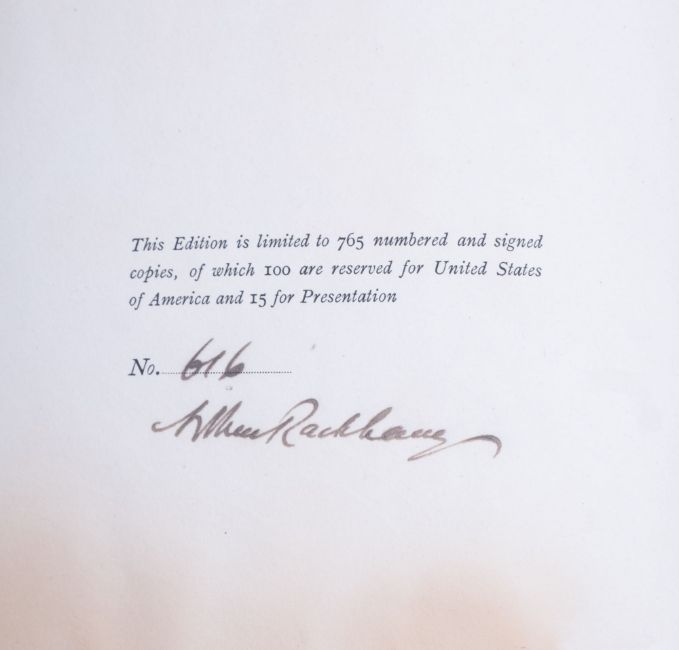 This Edition is limited to 765 numbered and signed
copies, of which 100 are reserved for United States
of America and 15 for Presentation
No. 616
Arthur Rackham